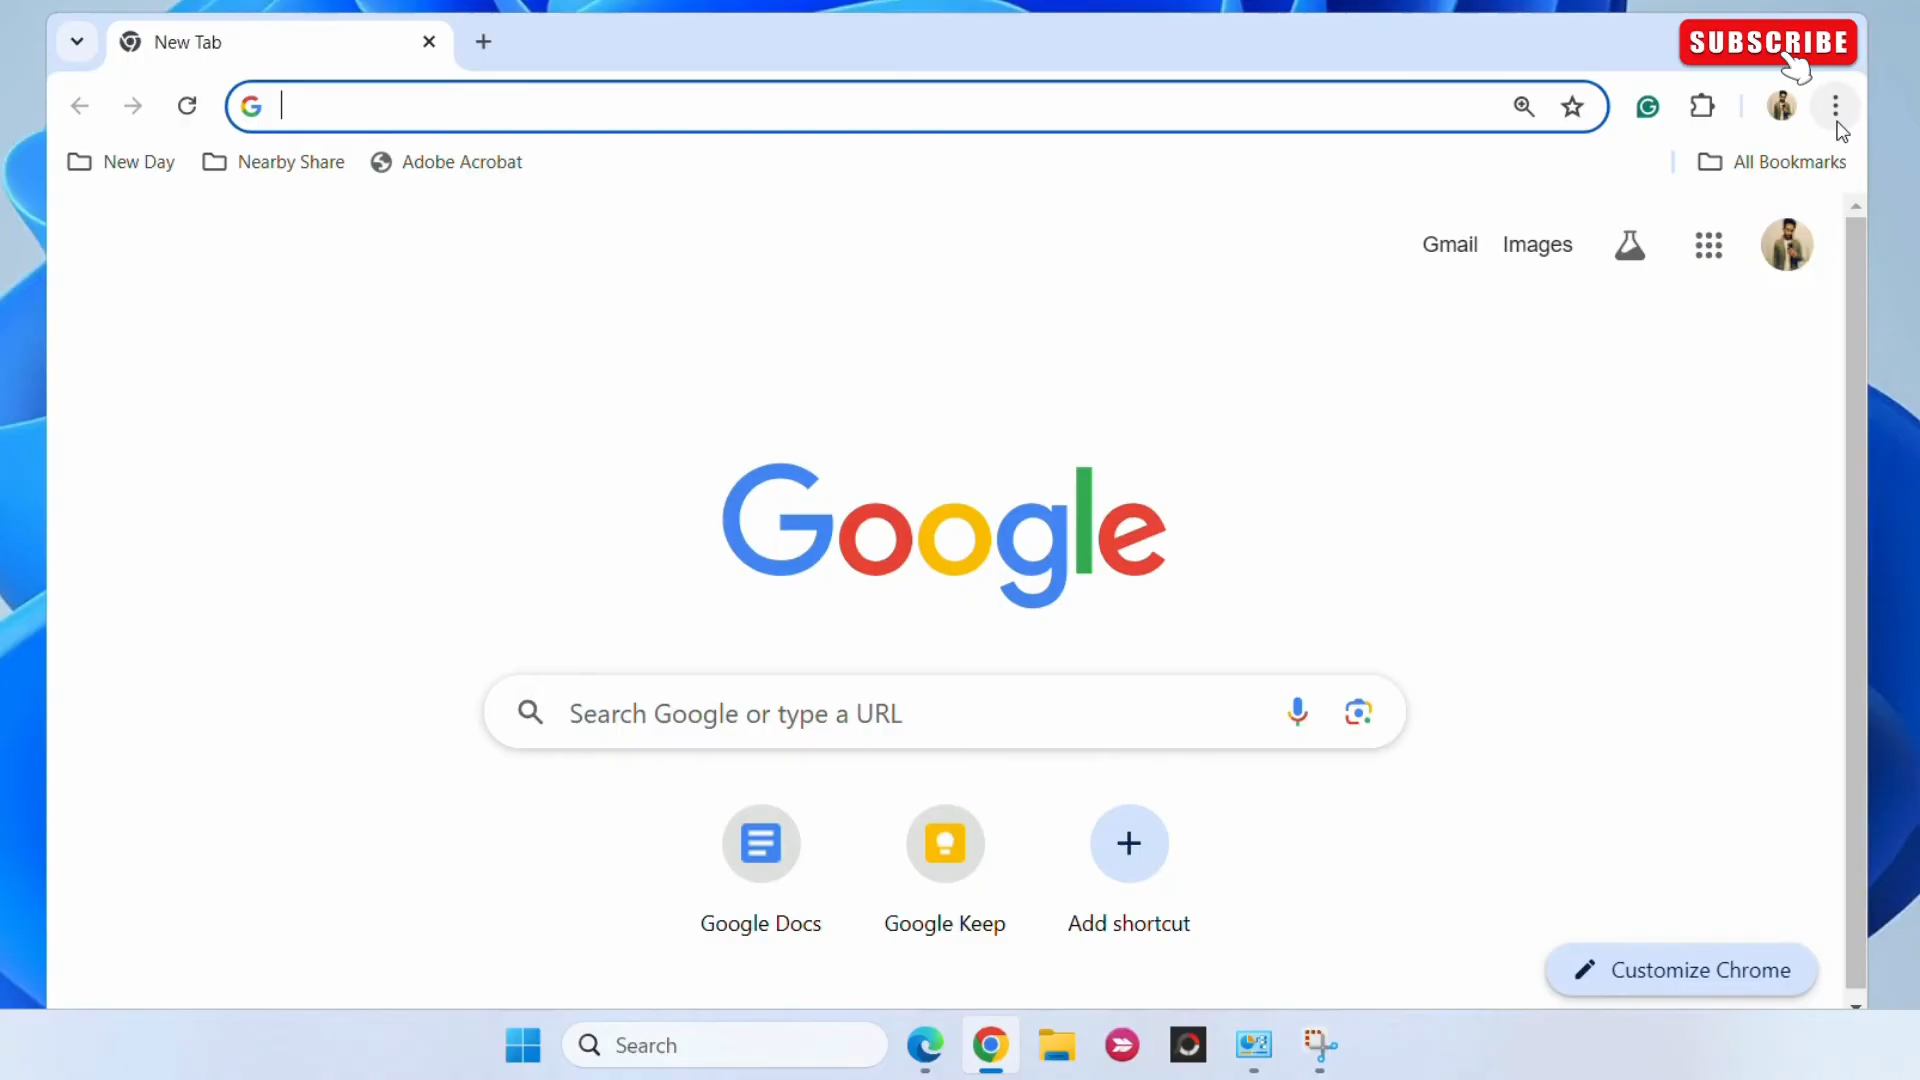 New Tab
SUBSCRIBE
New Day
Nearby Share
Adobe Acrobat
All Bookmarks
Gmail
Images
Google
Search Google or type a URL
Google Docs
Google Keep
Add shortcut
Customize Chrome
Search